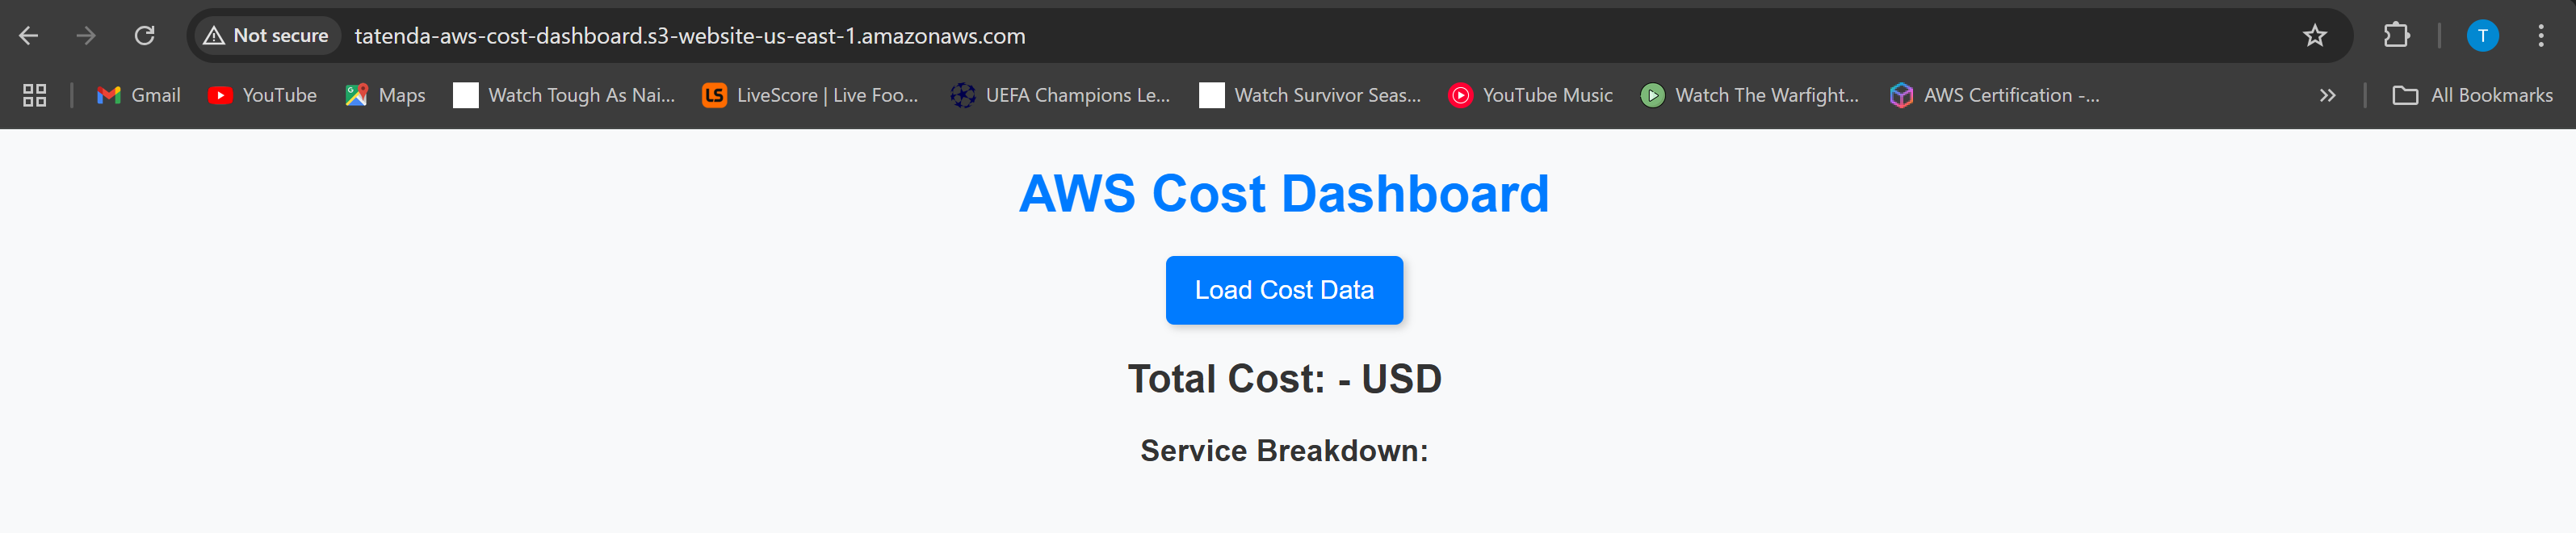 Not secure tatenda-aws-cost-dashboard.s3-website-us-east-1.amazonaws.com T
Gmail YouTube Maps Watch Tough As Nai... LS LiveScore | Live Foo... UEFA Champions Le... Watch Survivor Seas... YouTube Music Watch The Warfight... AWS Certification -... All Bookmarks
AWS Cost Dashboard
Load Cost Data
Total Cost: - USD
Service Breakdown: